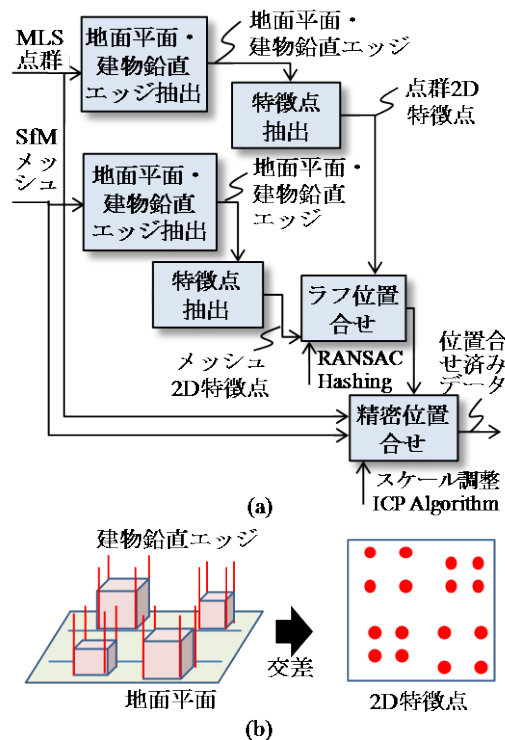 MLS
点群
地面平面・
建物鉛直
エッジ抽出
地面平面・
建物鉛直エッジ
特徴点
抽出
点群2D
特徴点
SfM
メッ
シュ
地面平面・
建物鉛直
エッジ抽出
地面平面・
建物鉛直
エッジ
特徴点
抽出
ラフ位置
合せ
メッシュ
2D特徴点
RANSAC
Hashing
位置合
せ済み
データ
精密位置
合せ
スケール調整
ICP Algorithm
(a)
建物鉛直エッジ
地面平面
交差
2D特徴点
(b)